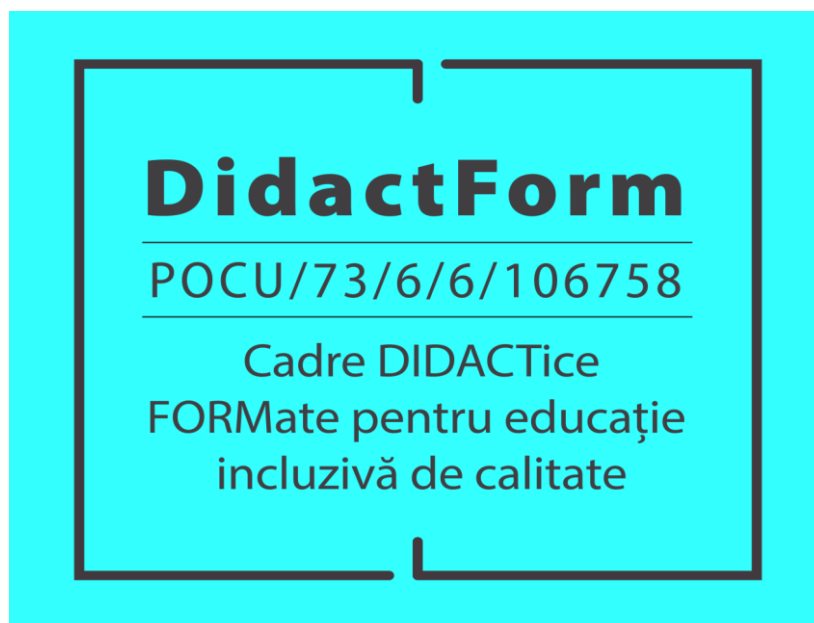 DidactForm
POCU/73/6/6/106758
Cadre DIDACTice
FORMate pentru educație
incluzivă de calitate